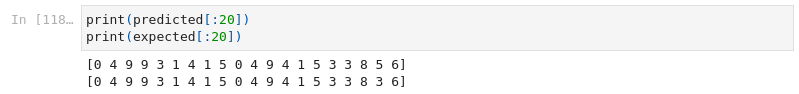 In [118…
print(predicted[:20])
print(expected[:20])
[0 4 9 9 3 1 4 1 5 0 4 9 4 1 5 3 3 8 5 6]
[0 4 9 9 3 1 4 1 5 0 4 9 4 1 5 3 3 8 3 6]